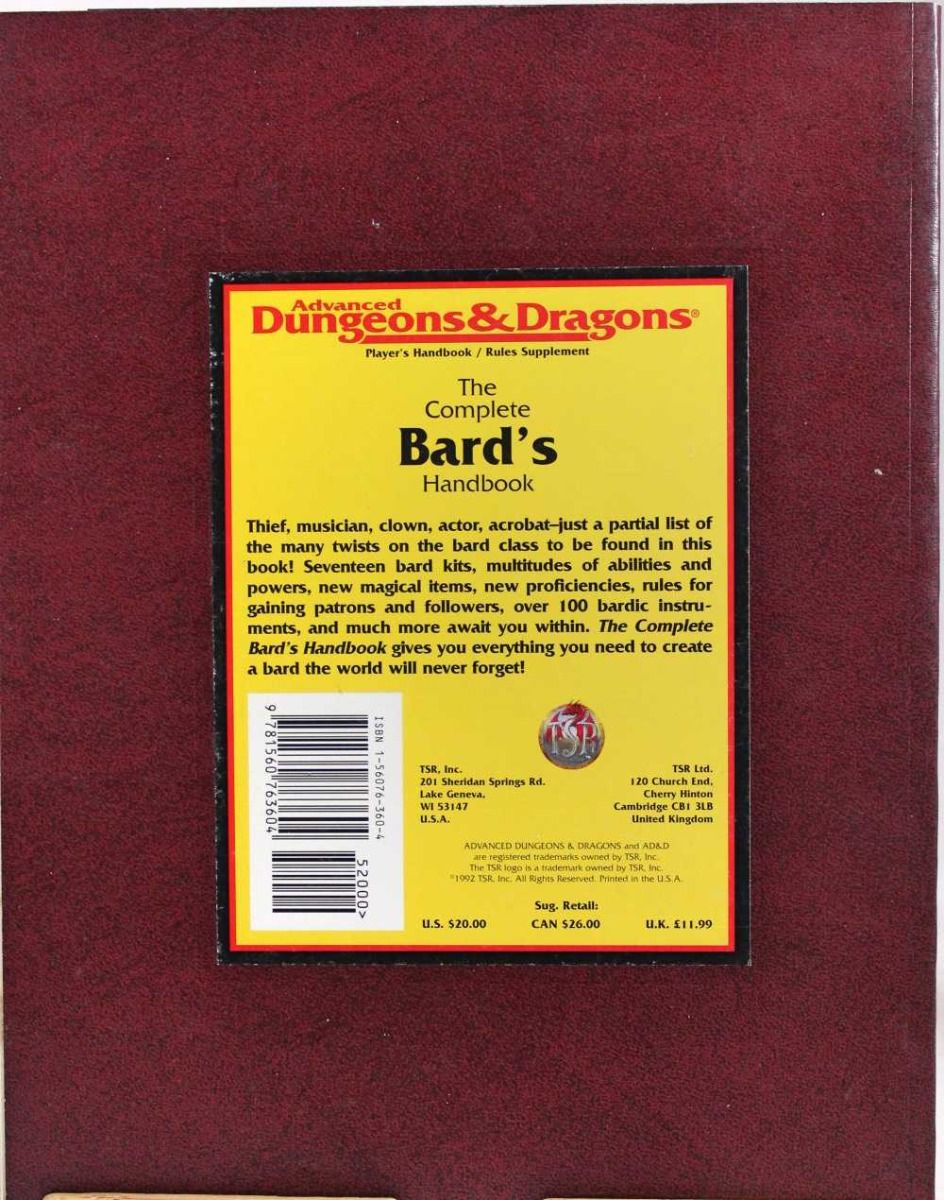 Advanced
Dungeons & Dragons®
Player's Handbook / Rules Supplement
The
Complete
Bard's
Handbook
Thief, musician, clown, actor, acrobat–just a partial list of
the many twists on the bard class to be found in this
book! Seventeen bard kits, multitudes of abilities and
powers, new magical items, new proficiencies, rules for
gaining patrons and followers, over 100 bardic instru-
ments, and much more await you within. The Complete
Bard's Handbook gives you everything you need to create
a bard the world will never forget!
ISBN 1-56076-360-4
9 781560 763604
52000>
TSR
TSR, Inc.
201 Sheridan Springs Rd.
Lake Geneva,
WI 53147
U.S.A.
TSR Ltd.
120 Church End,
Cherry Hinton
Cambridge CB1 3LB
United Kingdom
ADVANCED DUNGEONS & DRAGONS and AD&D
are registered trademarks owned by TSR, Inc.
The TSR logo is a trademark owned by TSR, Inc.
©1992 TSR, Inc. All Rights Reserved. Printed in the U.S.A.
Sug. Retail:
U.S. $20.00 CAN $26.00 U.K. £11.99